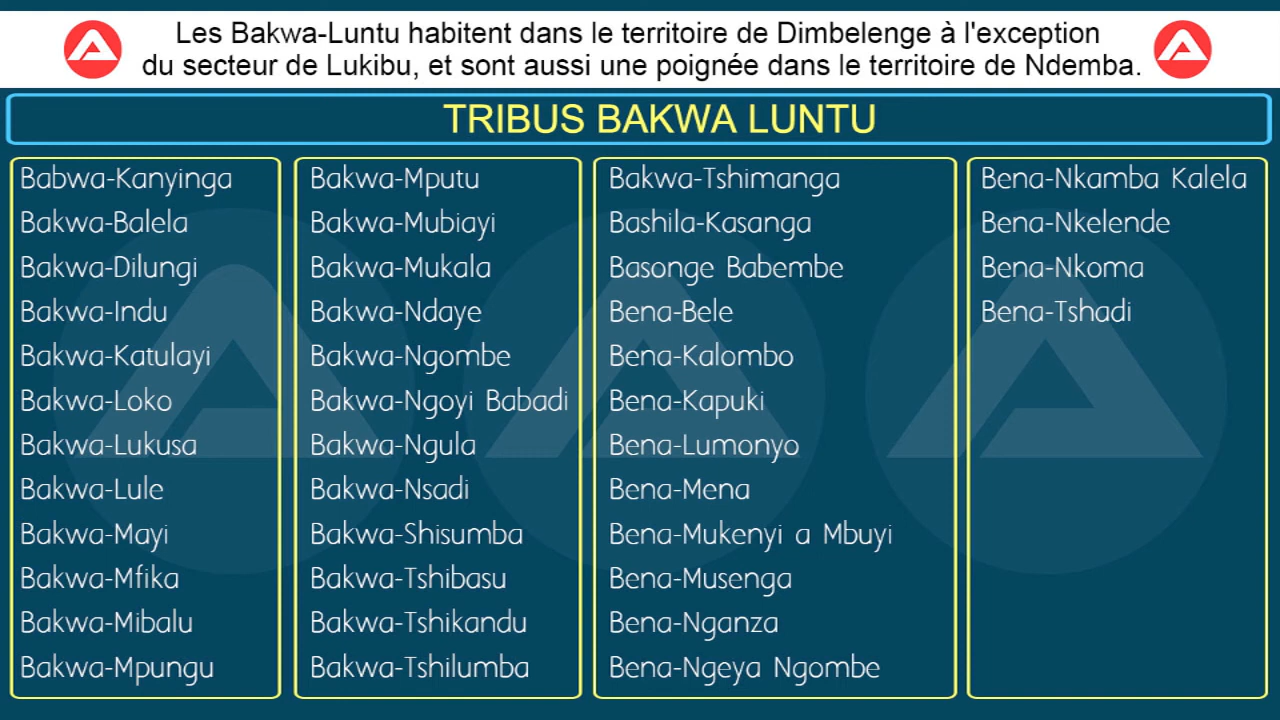 Les Bakwa-Luntu habitent dans le territoire de Dimbelenge à l'exception
du secteur de Lukibu, et sont aussi une poignée dans le territoire de Ndemba.
TRIBUS BAKWA LUNTU
Babwa-Kanyinga
Bakwa-Balela
Bakwa-Dilungi
Bakwa-Indu
Bakwa-Katulayi
Bakwa-Loko
Bakwa-Lukusa
Bakwa-Lule
Bakwa-Mayi
Bakwa-Mfika
Bakwa-Mibalu
Bakwa-Mpungu
Bakwa-Mputu
Bakwa-Mubiayi
Bakwa-Mukala
Bakwa-Ndaye
Bakwa-Ngombe
Bakwa-Ngoyi Babadi
Bakwa-Ngula
Bakwa-Nsadi
Bakwa-Shisumba
Bakwa-Tshibasu
Bakwa-Tshikandu
Bakwa-Tshilumba
Bakwa-Tshimanga
Bashila-Kasanga
Basonge Babembe
Bena-Bele
Bena-Kalombo
Bena-Kapuki
Bena-Lumonyo
Bena-Mena
Bena-Mukenyi a Mbuyi
Bena-Musenga
Bena-Nganza
Bena-Ngeya Ngombe
Bena-Nkamba Kalela
Bena-Nkelende
Bena-Nkoma
Bena-Tshadi